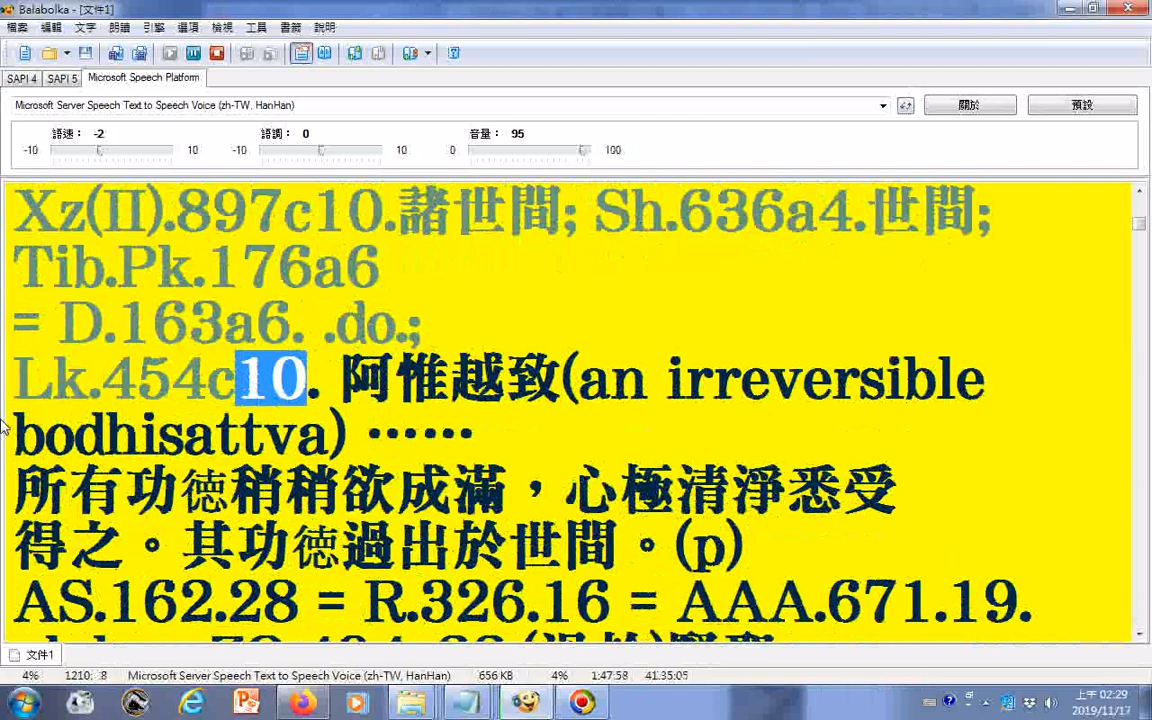 Balabolka - [文件1]
檔案 編輯 文字 朗讀 引擎 選項 檢視 工具 書籤 說明
SAPI 4 SAPI 5 Microsoft Speech Platform
Microsoft Server Speech Text to Speech Voice (zh-TW, HanHan) 關於 預設
語速： -2 語調： 0 音量： 95
-10 10 -10 10 0 100
Xz(II).897c10.諸世間; Sh.636a4.世間;
Tib.Pk.176a6
= D.163a6. .do.;
Lk.454c10. 阿惟越致(an irreversible
bodhisattva) ……
所有功德稍稍欲成滿，心極清淨悉受
得之。其功德過出於世間。(p)
AS.162.28 = R.326.16 = AAA.671.19.
文件1
4% 1210: 8 Microsoft Server Speech Text to Speech Voice (zh-TW, HanHan) 656 KB 4% 1:47:58 41:35:05
上午 02:29
2019/11/17